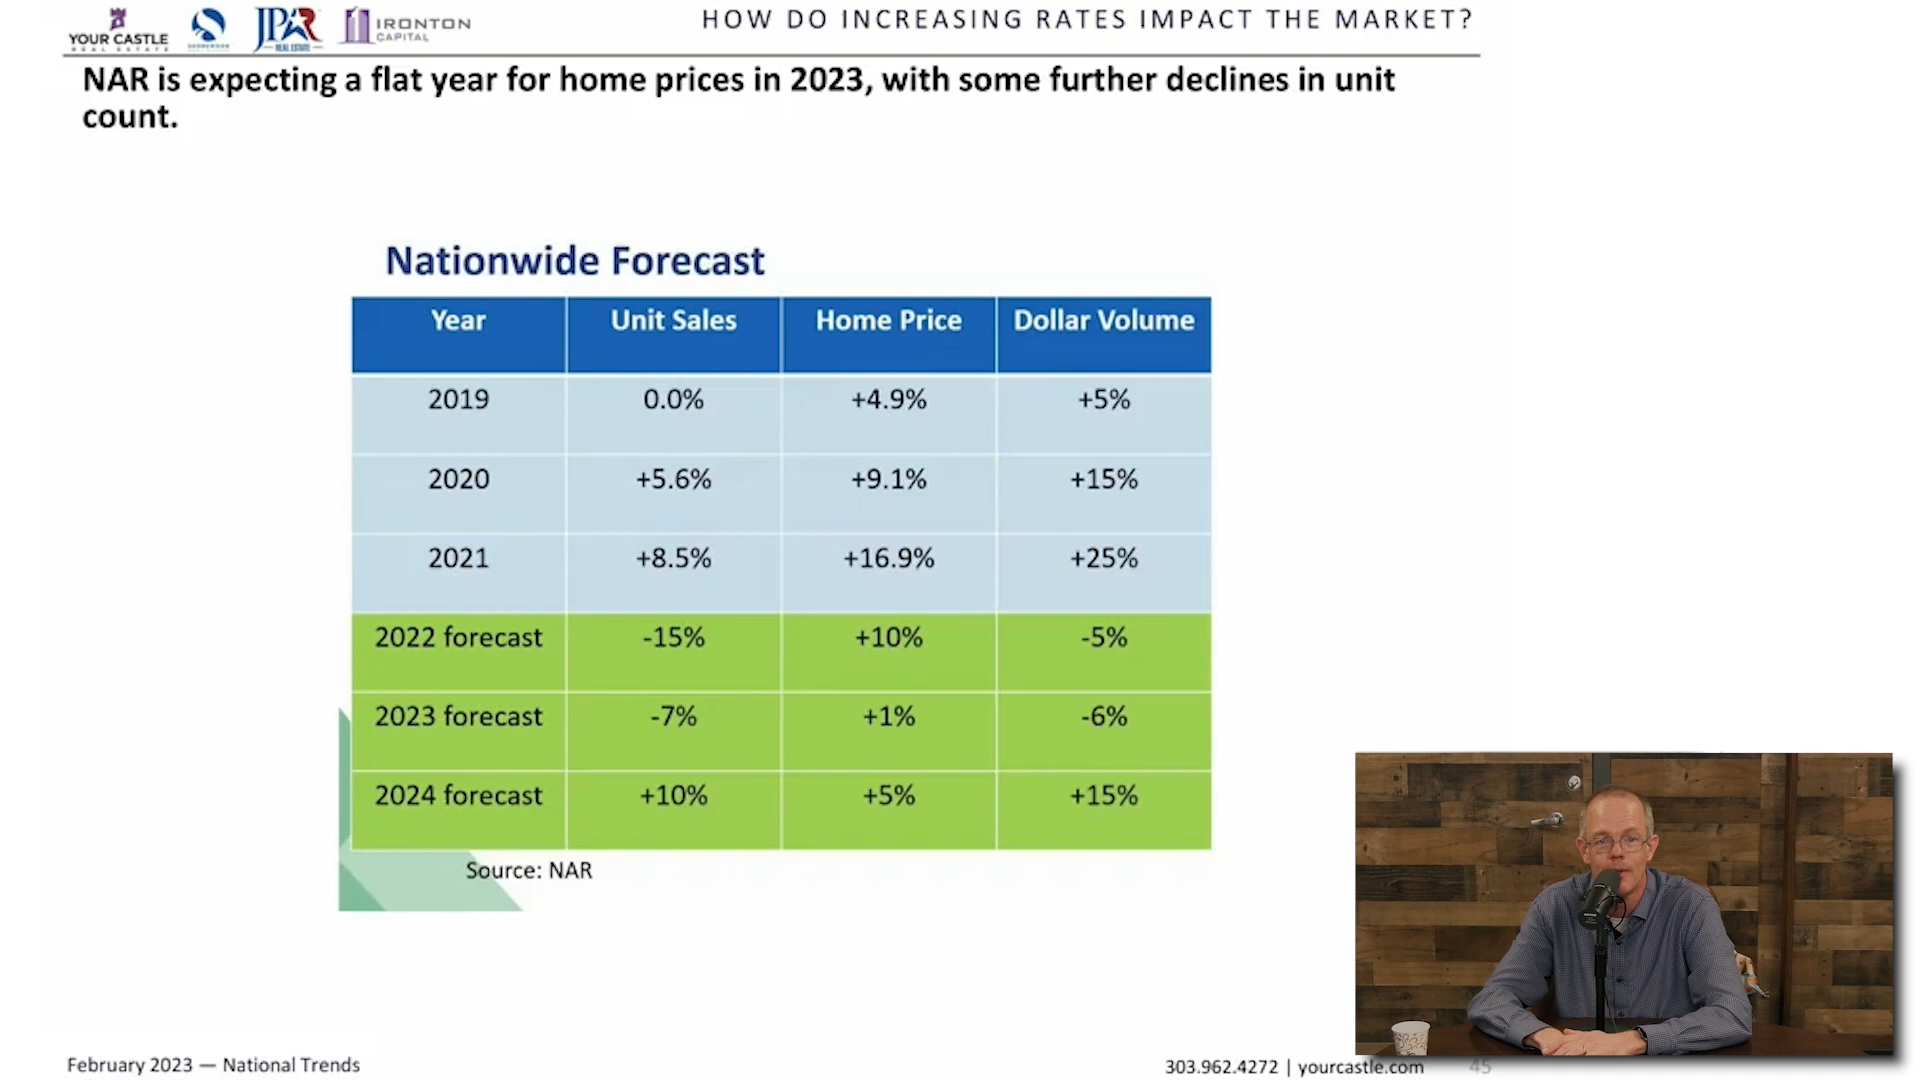 YOUR CASTLE
REAL ESTATE
JPAR
REAL ESTATE
IRONTON
CAPITAL
HOW DO INCREASING RATES IMPACT THE MARKET?
NAR is expecting a flat year for home prices in 2023, with some further declines in unit
count.
Nationwide Forecast
Year Unit Sales Home Price Dollar Volume
2019 0.0% +4.9% +5%
2020 +5.6% +9.1% +15%
2021 +8.5% +16.9% +25%
2022 forecast -15% +10% -5%
2023 forecast -7% +1% -6%
2024 forecast +10% +5% +15%
Source: NAR
February 2023 — National Trends
303.962.4272 | yourcastle.com
45